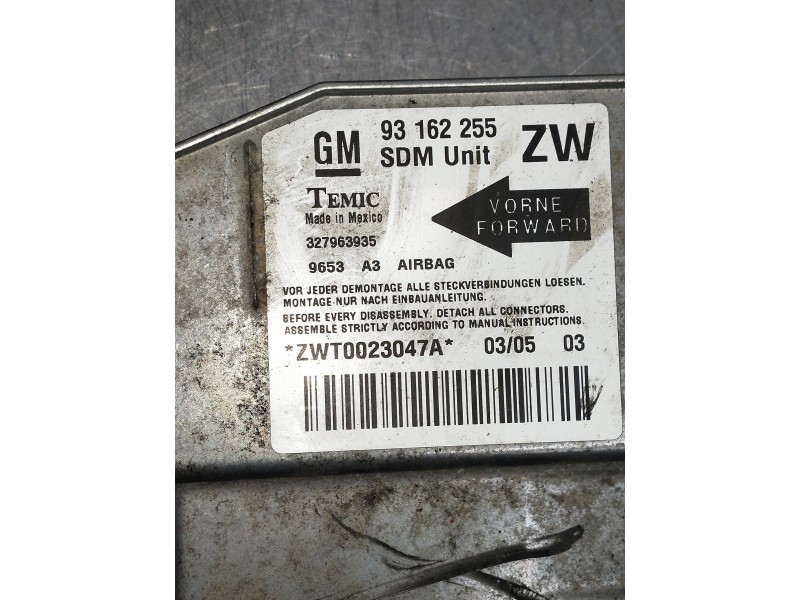 GM 93 162 255 ZW
SDM Unit
TEMIC
Made in Mexico
VORNE
FORWARD
327963935
9653 A3 AIRBAG
VOR JEDER DEMONTAGE ALLE STECKVERBINDUNGEN LOESEN.
MONTAGE NUR NACH EINBAUANLEITUNG.
BEFORE EVERY DISASSEMBLY, DETACH ALL CONNECTORS.
ASSEMBLE STRICTLY ACCORDING TO MANUAL INSTRUCTIONS.
*ZWT0023047A* 03/05 03